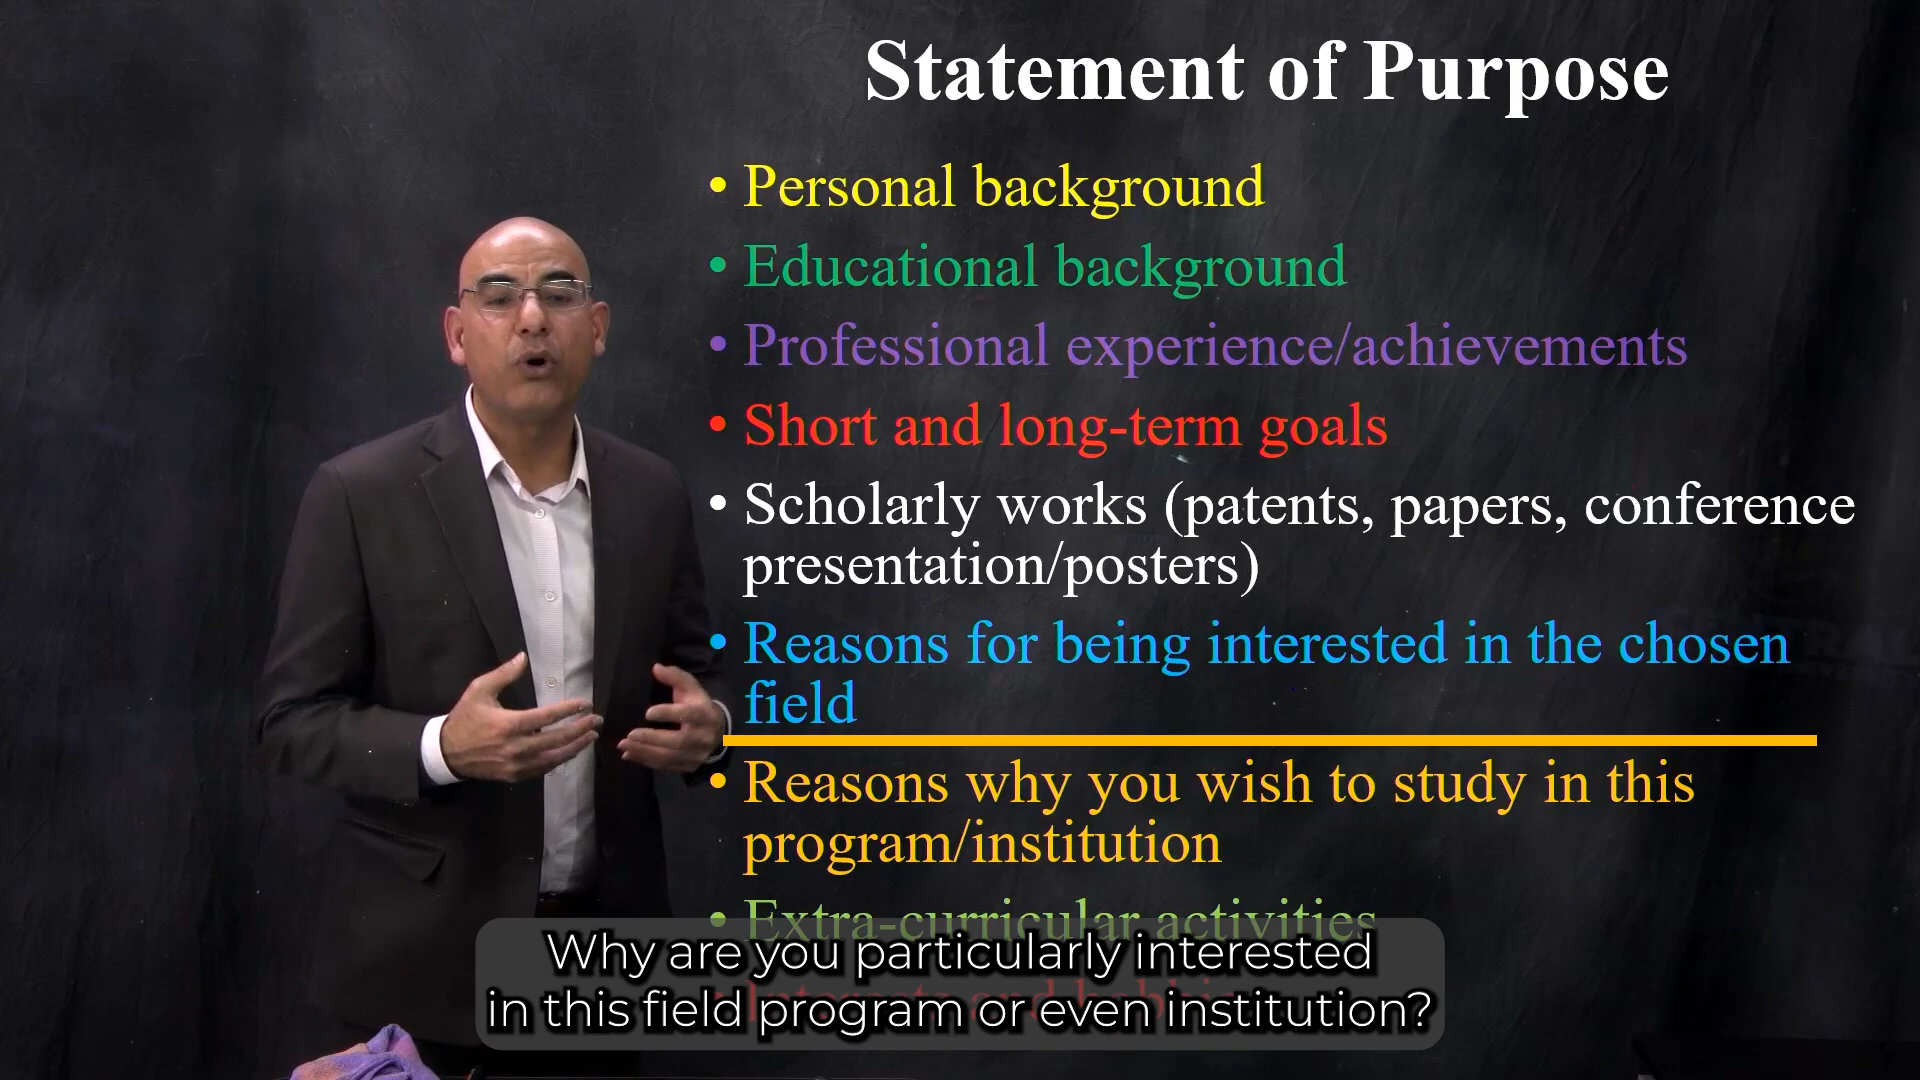 Statement of Purpose
• Personal background
• Educational background
• Professional experience/achievements
• Short and long-term goals
• Scholarly works (patents, papers, conference
presentation/posters)
• Reasons for being interested in the chosen
field
• Reasons why you wish to study in this
program/institution
• Extra-curricular activities
Why are you particularly interested
in this field program or even institution?